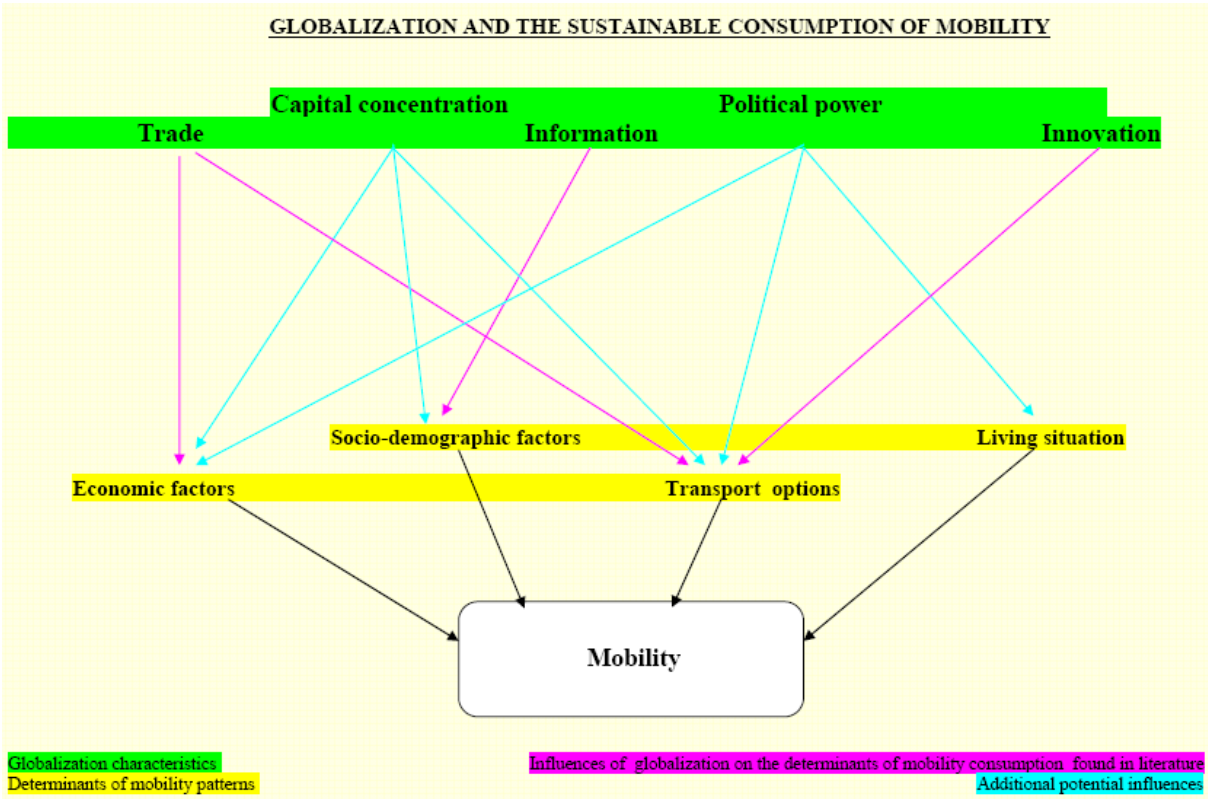 GLOBALIZATION AND THE SUSTAINABLE CONSUMPTION OF MOBILITY
Capital concentration Political power
Trade Information Innovation
Socio-demographic factors Living situation
Economic factors Transport options
Mobility
Globalization characteristics Influences of globalization on the determinants of mobility consumption found in literature
Determinants of mobility patterns Additional potential influences